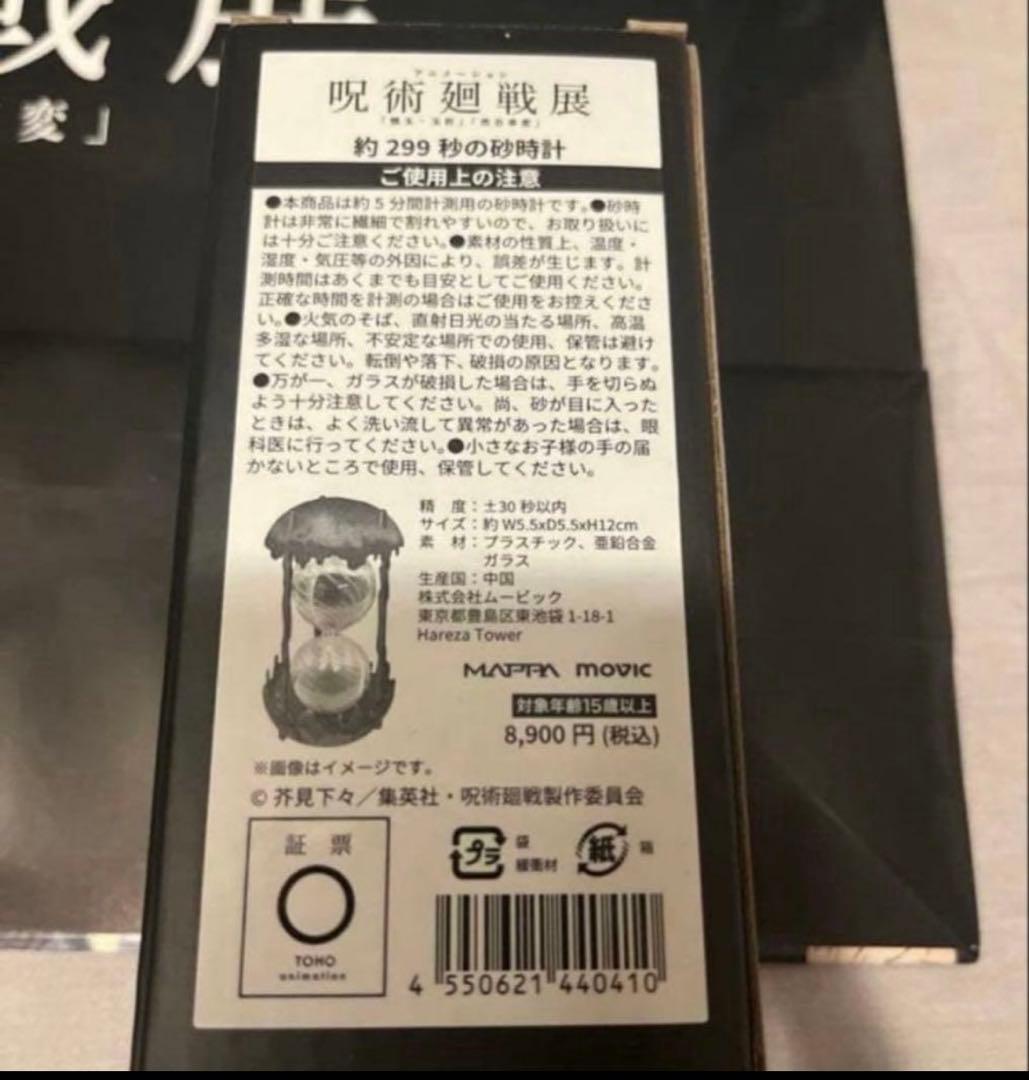 変」
アニメーション
呪術廻戦展
「懐玉・玉折」「渋谷事変」
約 299 秒の砂時計
ご使用上の注意
●本商品は約5分間計測用の砂時計です。●砂時
計は非常に繊細で割れやすいので、お取り扱いに
は十分ご注意ください。●素材の性質上、温度・
湿度・気圧等の外因により、誤差が生じます。計
測時間はあくまでも目安としてご使用ください。
正確な時間を計測の場合はご使用をお控えくださ
い。●火気のそば、直射日光の当たる場所、高温
多湿な場所、不安定な場所での使用、保管は避け
てください。転倒や落下、破損の原因となります。
●万が一、ガラスが破損した場合は、手を切らぬ
よう十分注意してください。尚、砂が目に入った
ときは、よく洗い流して異常があった場合は、眼
科医に行ってください。●小さなお子様の手の届
かないところで使用、保管してください。
精　度：±30 秒以内
サイズ：約 W5.5xD5.5xH12cm
素　材：プラスチック、亜鉛合金
ガラス
生産国：中国
株式会社ムービック
東京都豊島区東池袋 1-18-1
Hareza Tower
MAPPA movic
対象年齢15歳以上
8,900 円 (税込)
※画像はイメージです。
© 芥見下々／集英社・呪術廻戦製作委員会
証 票
TOHO
animation
プラ 袋
緩衝材
紙 箱
4 550621 440410